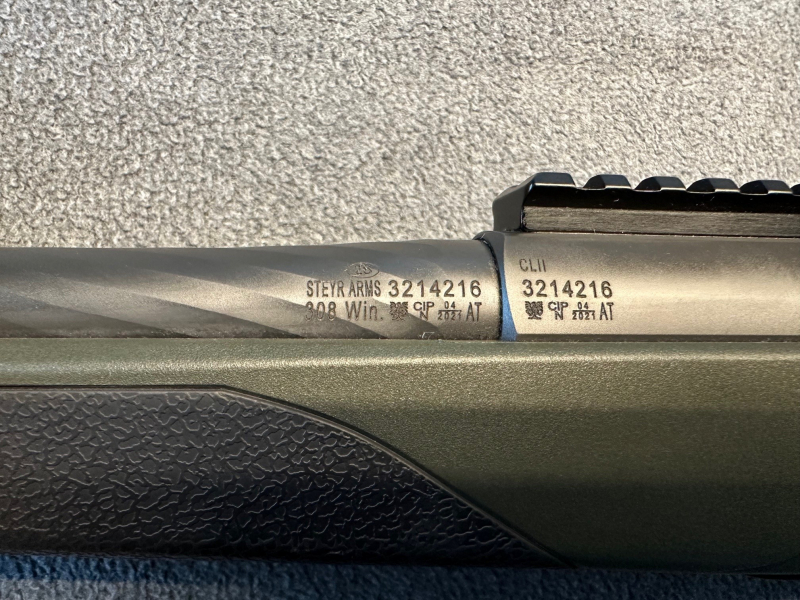 STEYR ARMS 3214216
308 Win. CIP N 04 2021 AT
CLII
3214216
CIP N 04 2021 AT